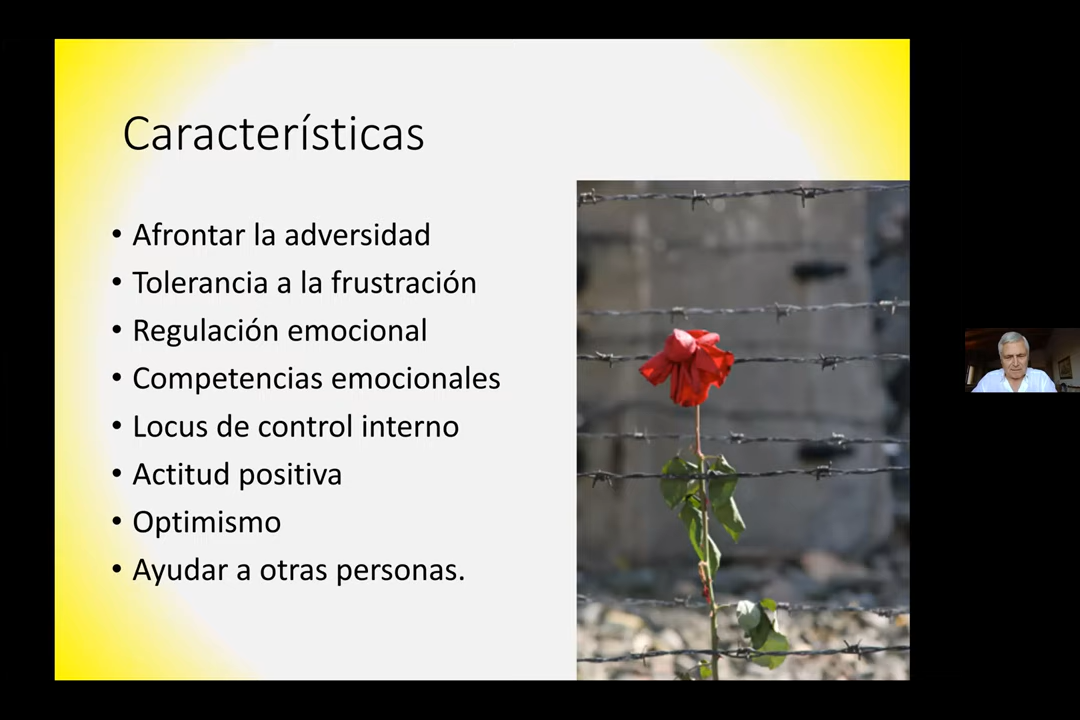 Características
• Afrontar la adversidad
• Tolerancia a la frustración
• Regulación emocional
• Competencias emocionales
• Locus de control interno
• Actitud positiva
• Optimismo
• Ayudar a otras personas.